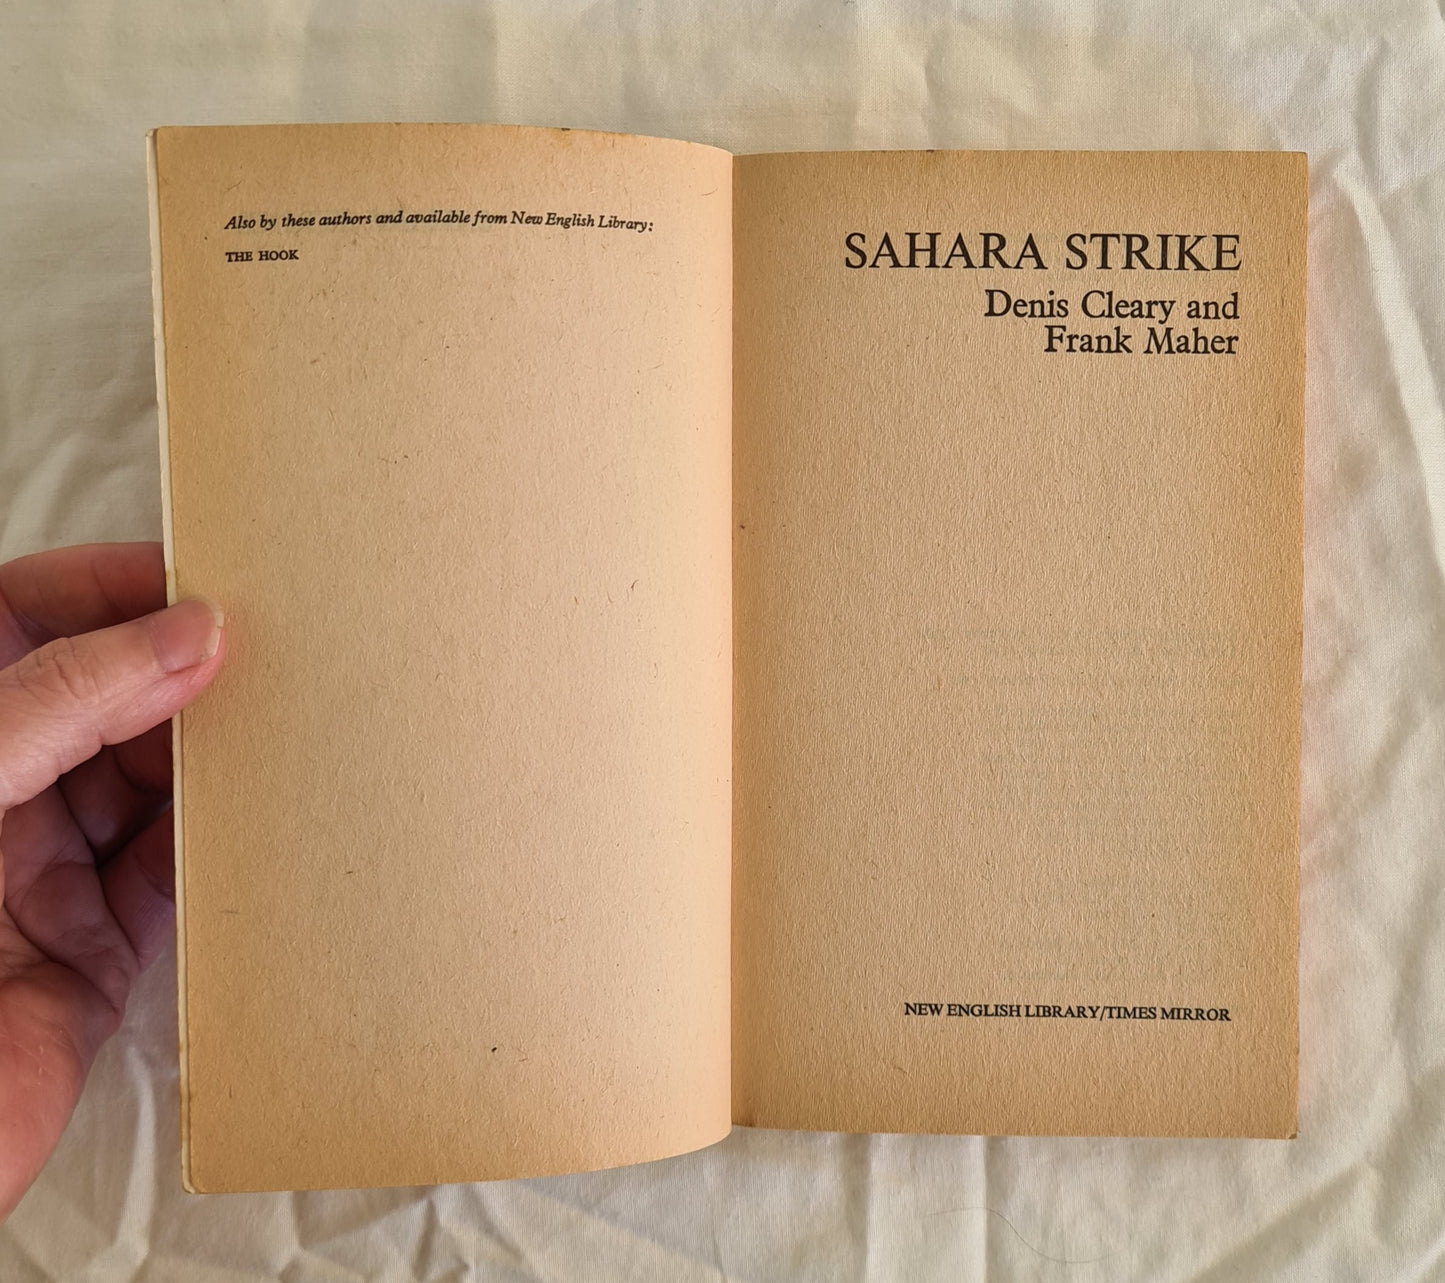 Also by these authors and available from New English Library:
THE HOOK
SAHARA STRIKE
Denis Cleary and
Frank Maher
NEW ENGLISH LIBRARY/TIMES MIRROR